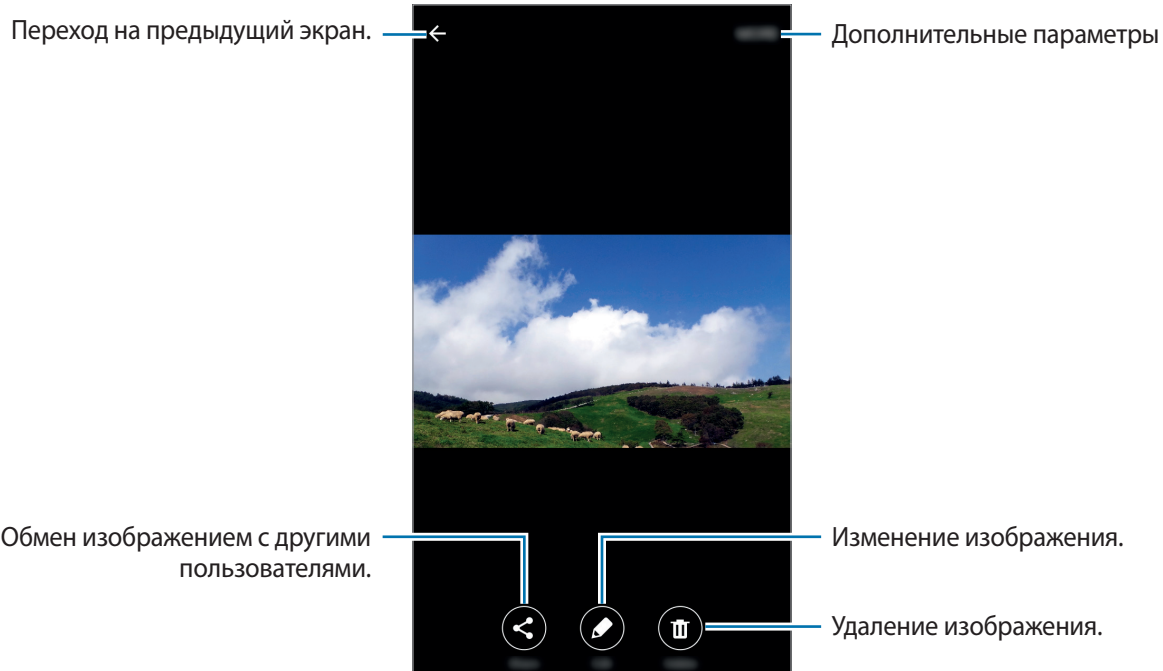 Переход на предыдущий экран.
Дополнительные параметры
Обмен изображением с другими
пользователями.
Изменение изображения.
Удаление изображения.